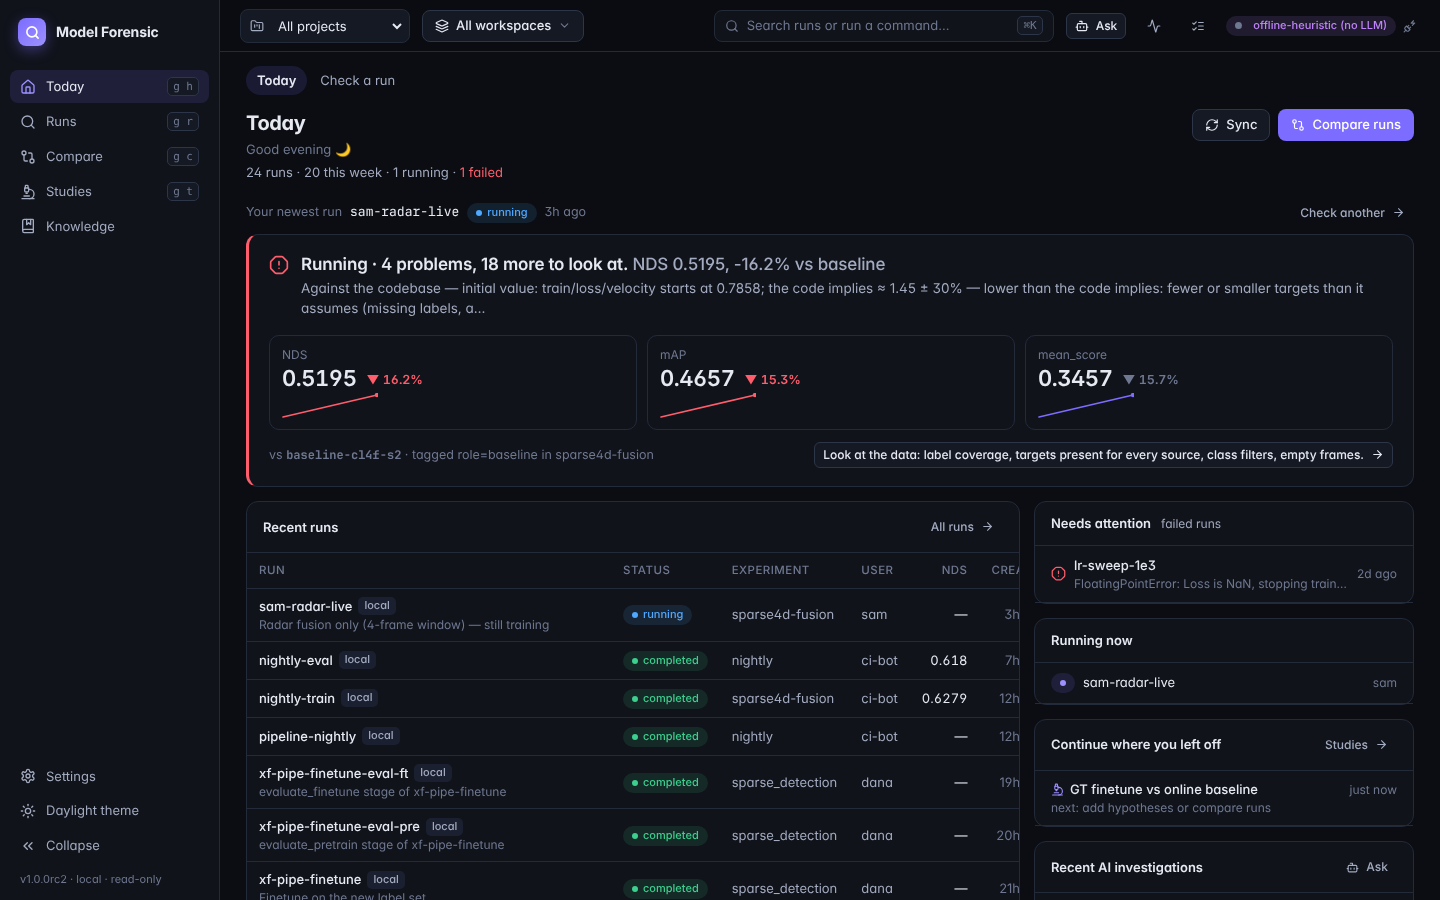 Model Forensic
Today g h
Runs g r
Compare g c
Studies g t
Knowledge
Settings
Daylight theme
Collapse
v1.0.0rc2 · local · read-only
All projects
All workspaces
Search runs or run a command... ⌘K
Ask
offline-heuristic (no LLM)
Today Check a run
Today
Good evening 🌙
24 runs · 20 this week · 1 running · 1 failed
Sync
Compare runs
Your newest run sam-radar-live running 3h ago
Check another →
Running · 4 problems, 18 more to look at. NDS 0.5195, -16.2% vs baseline
Against the codebase — initial value: train/loss/velocity starts at 0.7858; the code implies ≈ 1.45 ± 30% — lower than the code implies: fewer or smaller targets than it
assumes (missing labels, a...
NDS
0.5195 ▼ 16.2%
mAP
0.4657 ▼ 15.3%
mean_score
0.3457 ▼ 15.7%
vs baseline-cl4f-s2 · tagged role=baseline in sparse4d-fusion
Look at the data: label coverage, targets present for every source, class filters, empty frames. →
Recent runs
All runs →
RUN STATUS EXPERIMENT USER NDS CREA
sam-radar-live local running sparse4d-fusion sam — 3h
Radar fusion only (4-frame window) — still training
nightly-eval local completed nightly ci-bot 0.618 7h
nightly-train local completed sparse4d-fusion ci-bot 0.6279 12h
pipeline-nightly local completed nightly ci-bot — 12h
xf-pipe-finetune-eval-ft local completed sparse_detection dana — 19h
evaluate_finetune stage of xf-pipe-finetune
xf-pipe-finetune-eval-pre local completed sparse_detection dana — 20h
evaluate_pretrain stage of xf-pipe-finetune
xf-pipe-finetune local completed sparse_detection dana — 21h
Finetune on the new label set
Needs attention failed runs
lr-sweep-1e3 2d ago
FloatingPointError: Loss is NaN, stopping train...
Running now
sam-radar-live sam
Continue where you left off Studies →
GT finetune vs online baseline just now
next: add hypotheses or compare runs
Recent AI investigations Ask